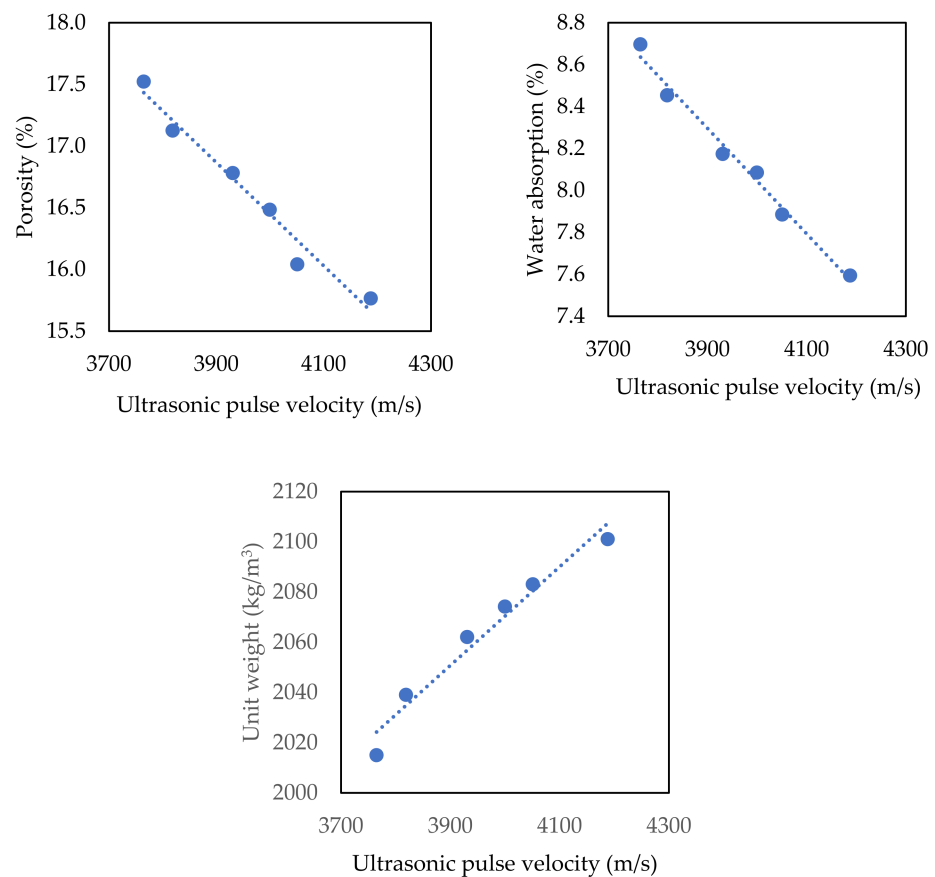 18.0
17.5
17.0
16.5
16.0
15.5
Porosity (%)
3700 3900 4100 4300
Ultrasonic pulse velocity (m/s)
8.8
8.6
8.4
8.2
8.0
7.8
7.6
7.4
Water absorption (%)
3700 3900 4100 4300
Ultrasonic pulse velocity (m/s)
2120
2100
2080
2060
2040
2020
2000
Unit weight (kg/m³)
3700 3900 4100 4300
Ultrasonic pulse velocity (m/s)